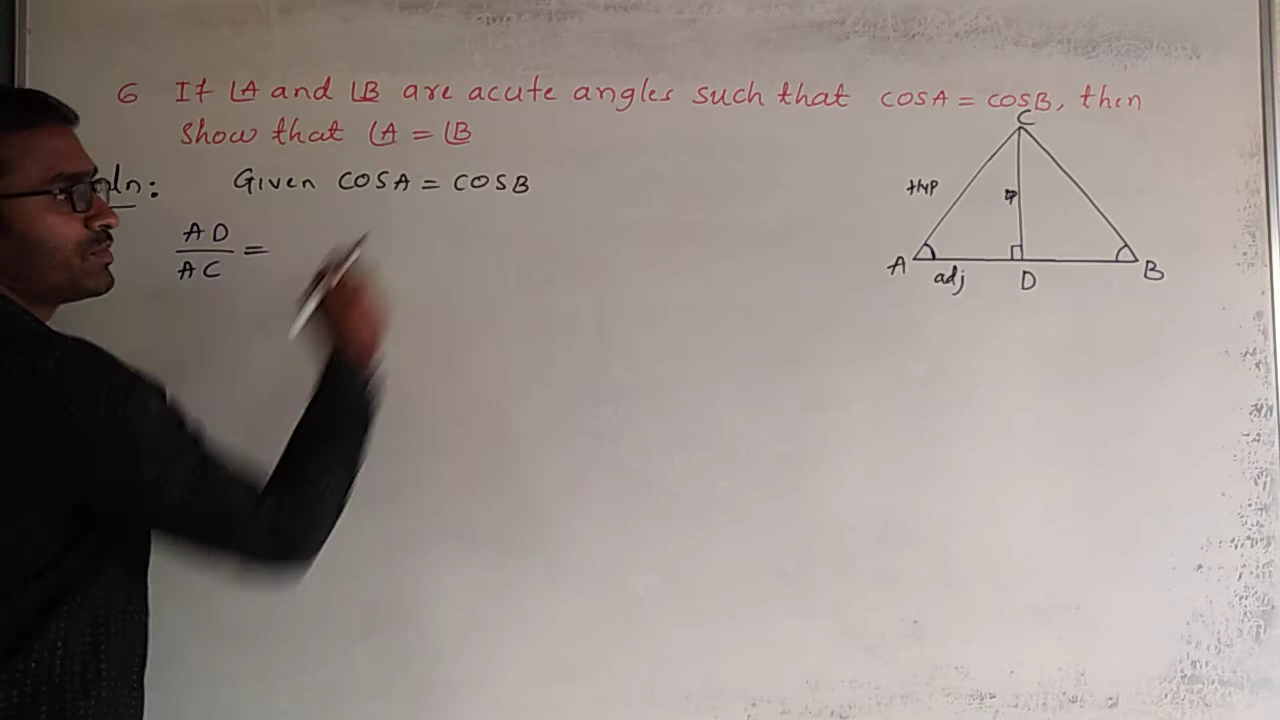 6 If ∠A and ∠B are acute angles such that cosA = cosB, then
show that ∠A = ∠B
oln: Given cosA = cosB
AD
AC =
C
Hyp
A
adj
D
B